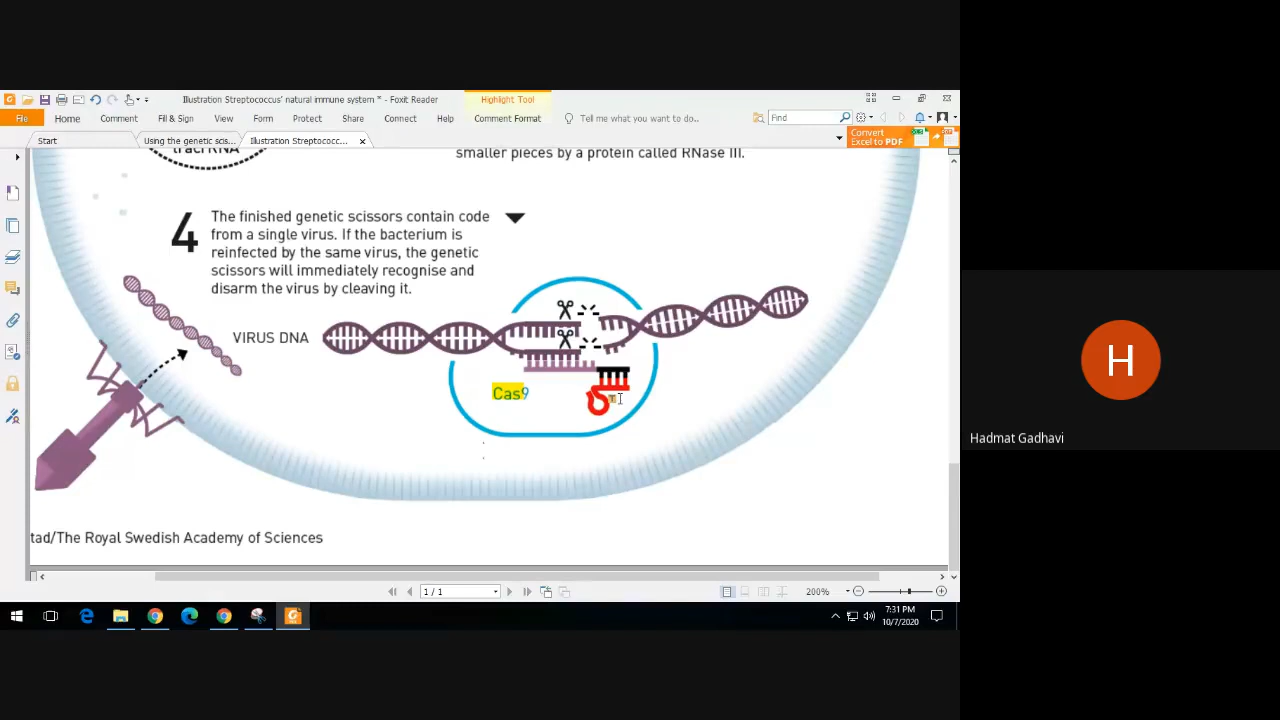 Illustration Streptococcus' natural immune system * - Foxit Reader
Highlight Tool
File
Home
Comment
Fill & Sign
View
Form
Protect
Share
Connect
Help
Comment Format
Tell me what you want to do..
Find
Start
Using the genetic scis...
Illustration Streptococc...
Convert
Excel to PDF
tracrRNA
smaller pieces by a protein called RNase III.
4
The finished genetic scissors contain code
from a single virus. If the bacterium is
reinfected by the same virus, the genetic
scissors will immediately recognise and
disarm the virus by cleaving it.
VIRUS DNA
Cas9
tad/The Royal Swedish Academy of Sciences
1 / 1
200%
7:31 PM
10/7/2020
H
Hadmat Gadhavi